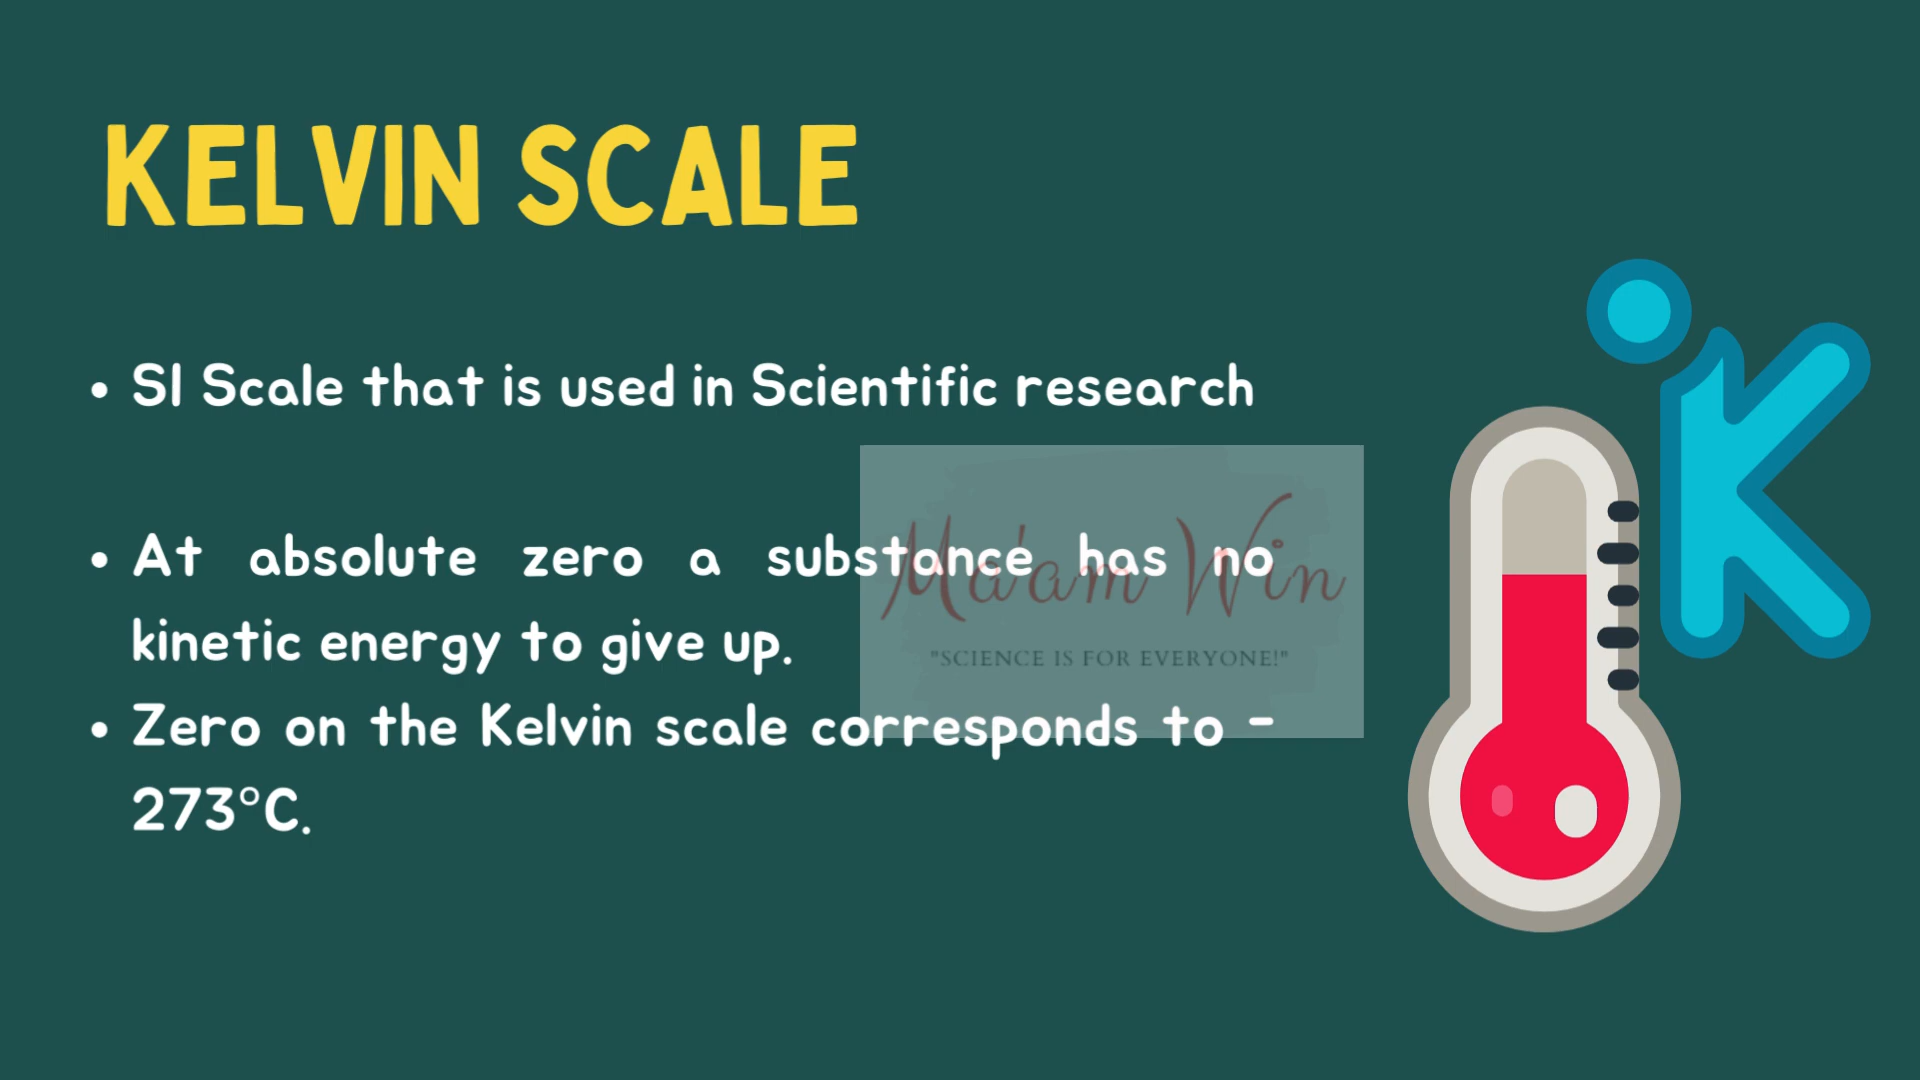 KELVIN SCALE
• SI Scale that is used in Scientific research
• At absolute zero a substance has no
kinetic energy to give up.
• Zero on the Kelvin scale corresponds to -
273°C.
Ma'am Win
"SCIENCE IS FOR EVERYONE!"
°K